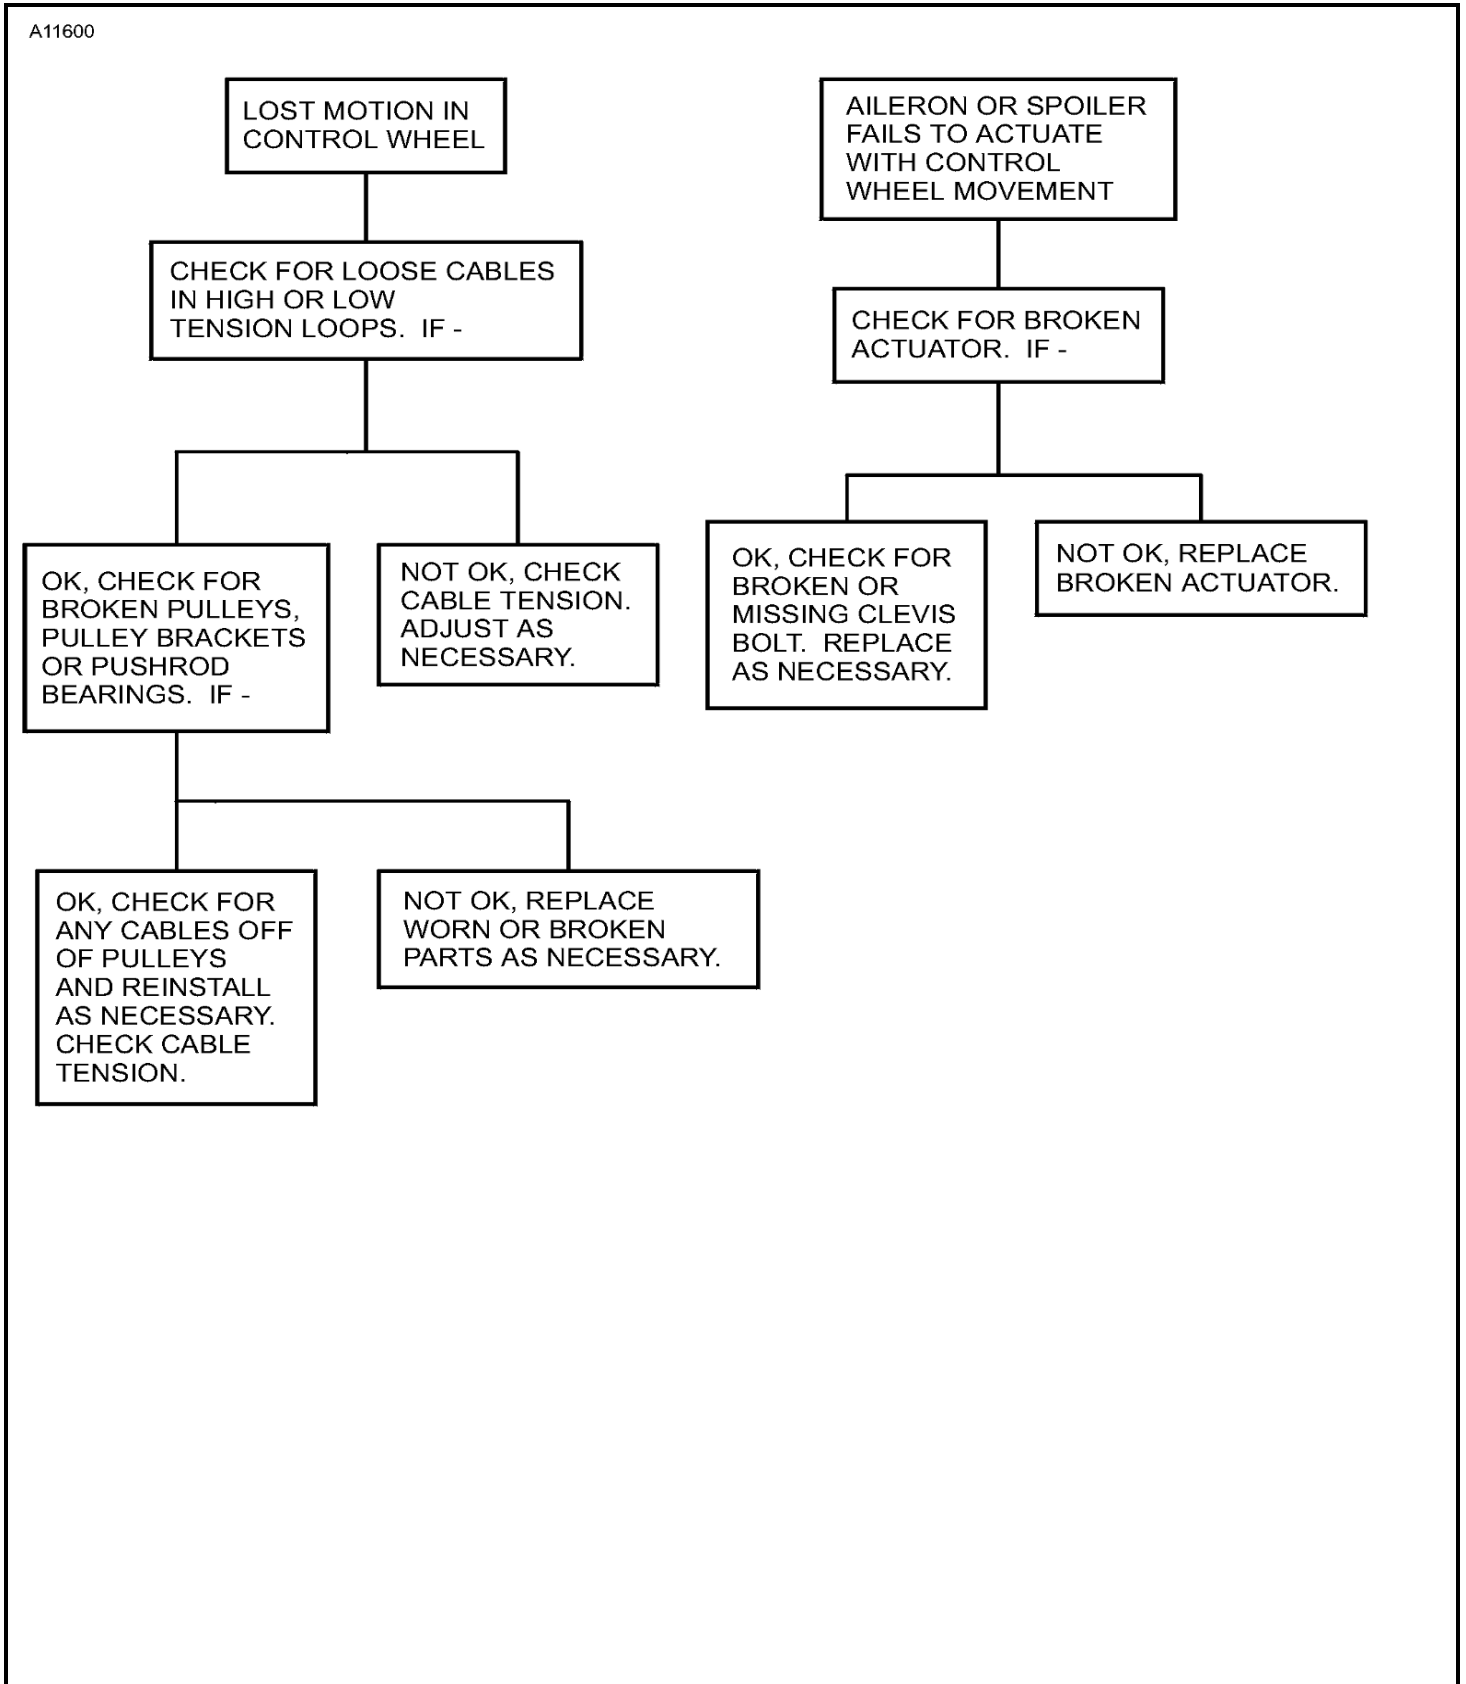 A11600
LOST MOTION IN
CONTROL WHEEL
CHECK FOR LOOSE CABLES
IN HIGH OR LOW
TENSION LOOPS.  IF -
OK, CHECK FOR
BROKEN PULLEYS,
PULLEY BRACKETS
OR PUSHROD
BEARINGS.  IF -
NOT OK, CHECK
CABLE TENSION.
ADJUST AS
NECESSARY.
OK, CHECK FOR
ANY CABLES OFF
OF PULLEYS
AND REINSTALL
AS NECESSARY.
CHECK CABLE
TENSION.
NOT OK, REPLACE
WORN OR BROKEN
PARTS AS NECESSARY.
AILERON OR SPOILER
FAILS TO ACTUATE
WITH CONTROL
WHEEL MOVEMENT
CHECK FOR BROKEN
ACTUATOR.  IF -
OK, CHECK FOR
BROKEN OR
MISSING CLEVIS
BOLT.  REPLACE
AS NECESSARY.
NOT OK, REPLACE
BROKEN ACTUATOR.